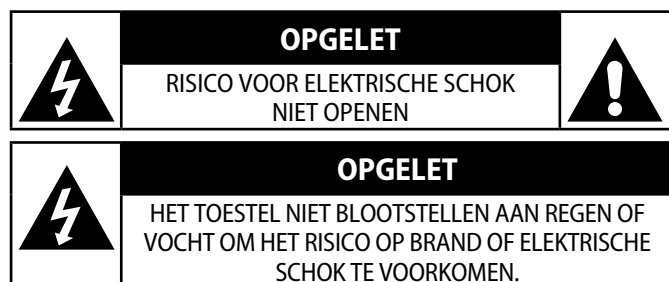 OPGELET
RISICO VOOR ELEKTRISCHE SCHOK
NIET OPENEN
OPGELET
HET TOESTEL NIET BLOOTSTELLEN AAN REGEN OF
VOCHT OM HET RISICO OP BRAND OF ELEKTRISCHE
SCHOK TE VOORKOMEN.